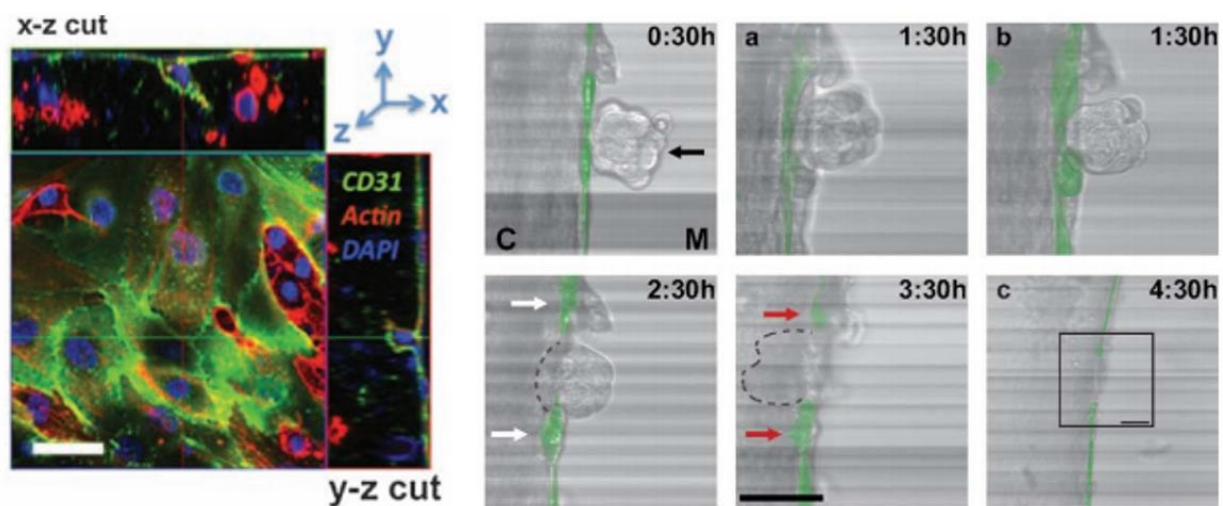 x-z cut
y
x
z
CD31
Actin
DAPI
y-z cut
0:30h
C
M
a
1:30h
b
1:30h
2:30h
3:30h
c
4:30h